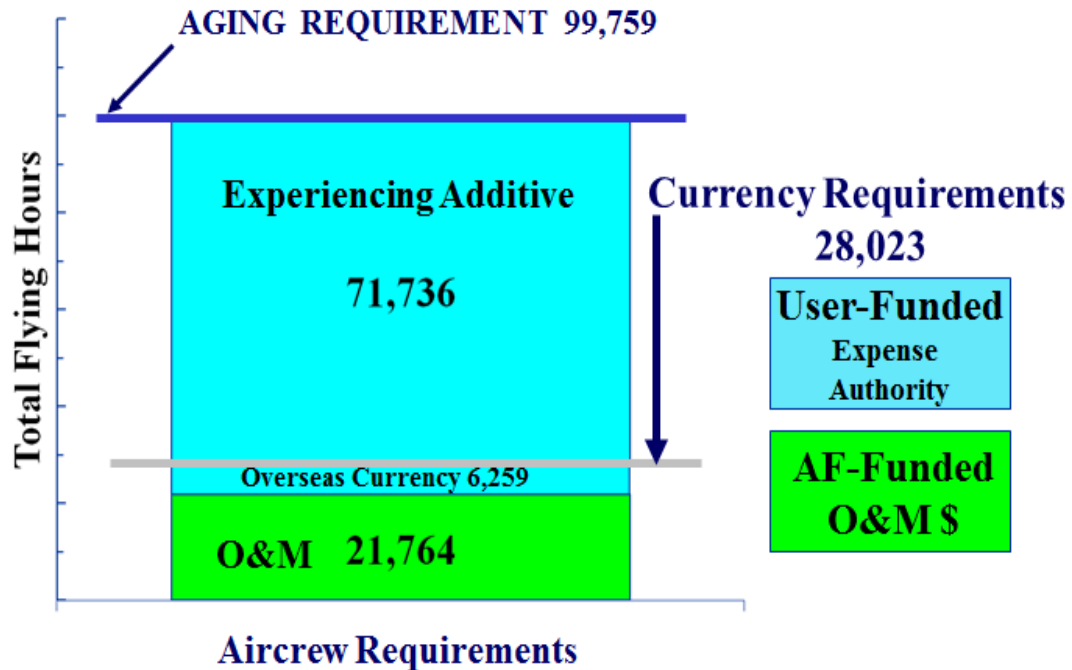 AGING REQUIREMENT 99,759
Total Flying Hours
Experiencing Additive
71,736
Currency Requirements
28,023
User-Funded
Expense
Authority
Overseas Currency 6,259
AF-Funded
O&M $
O&M 21,764
Aircrew Requirements